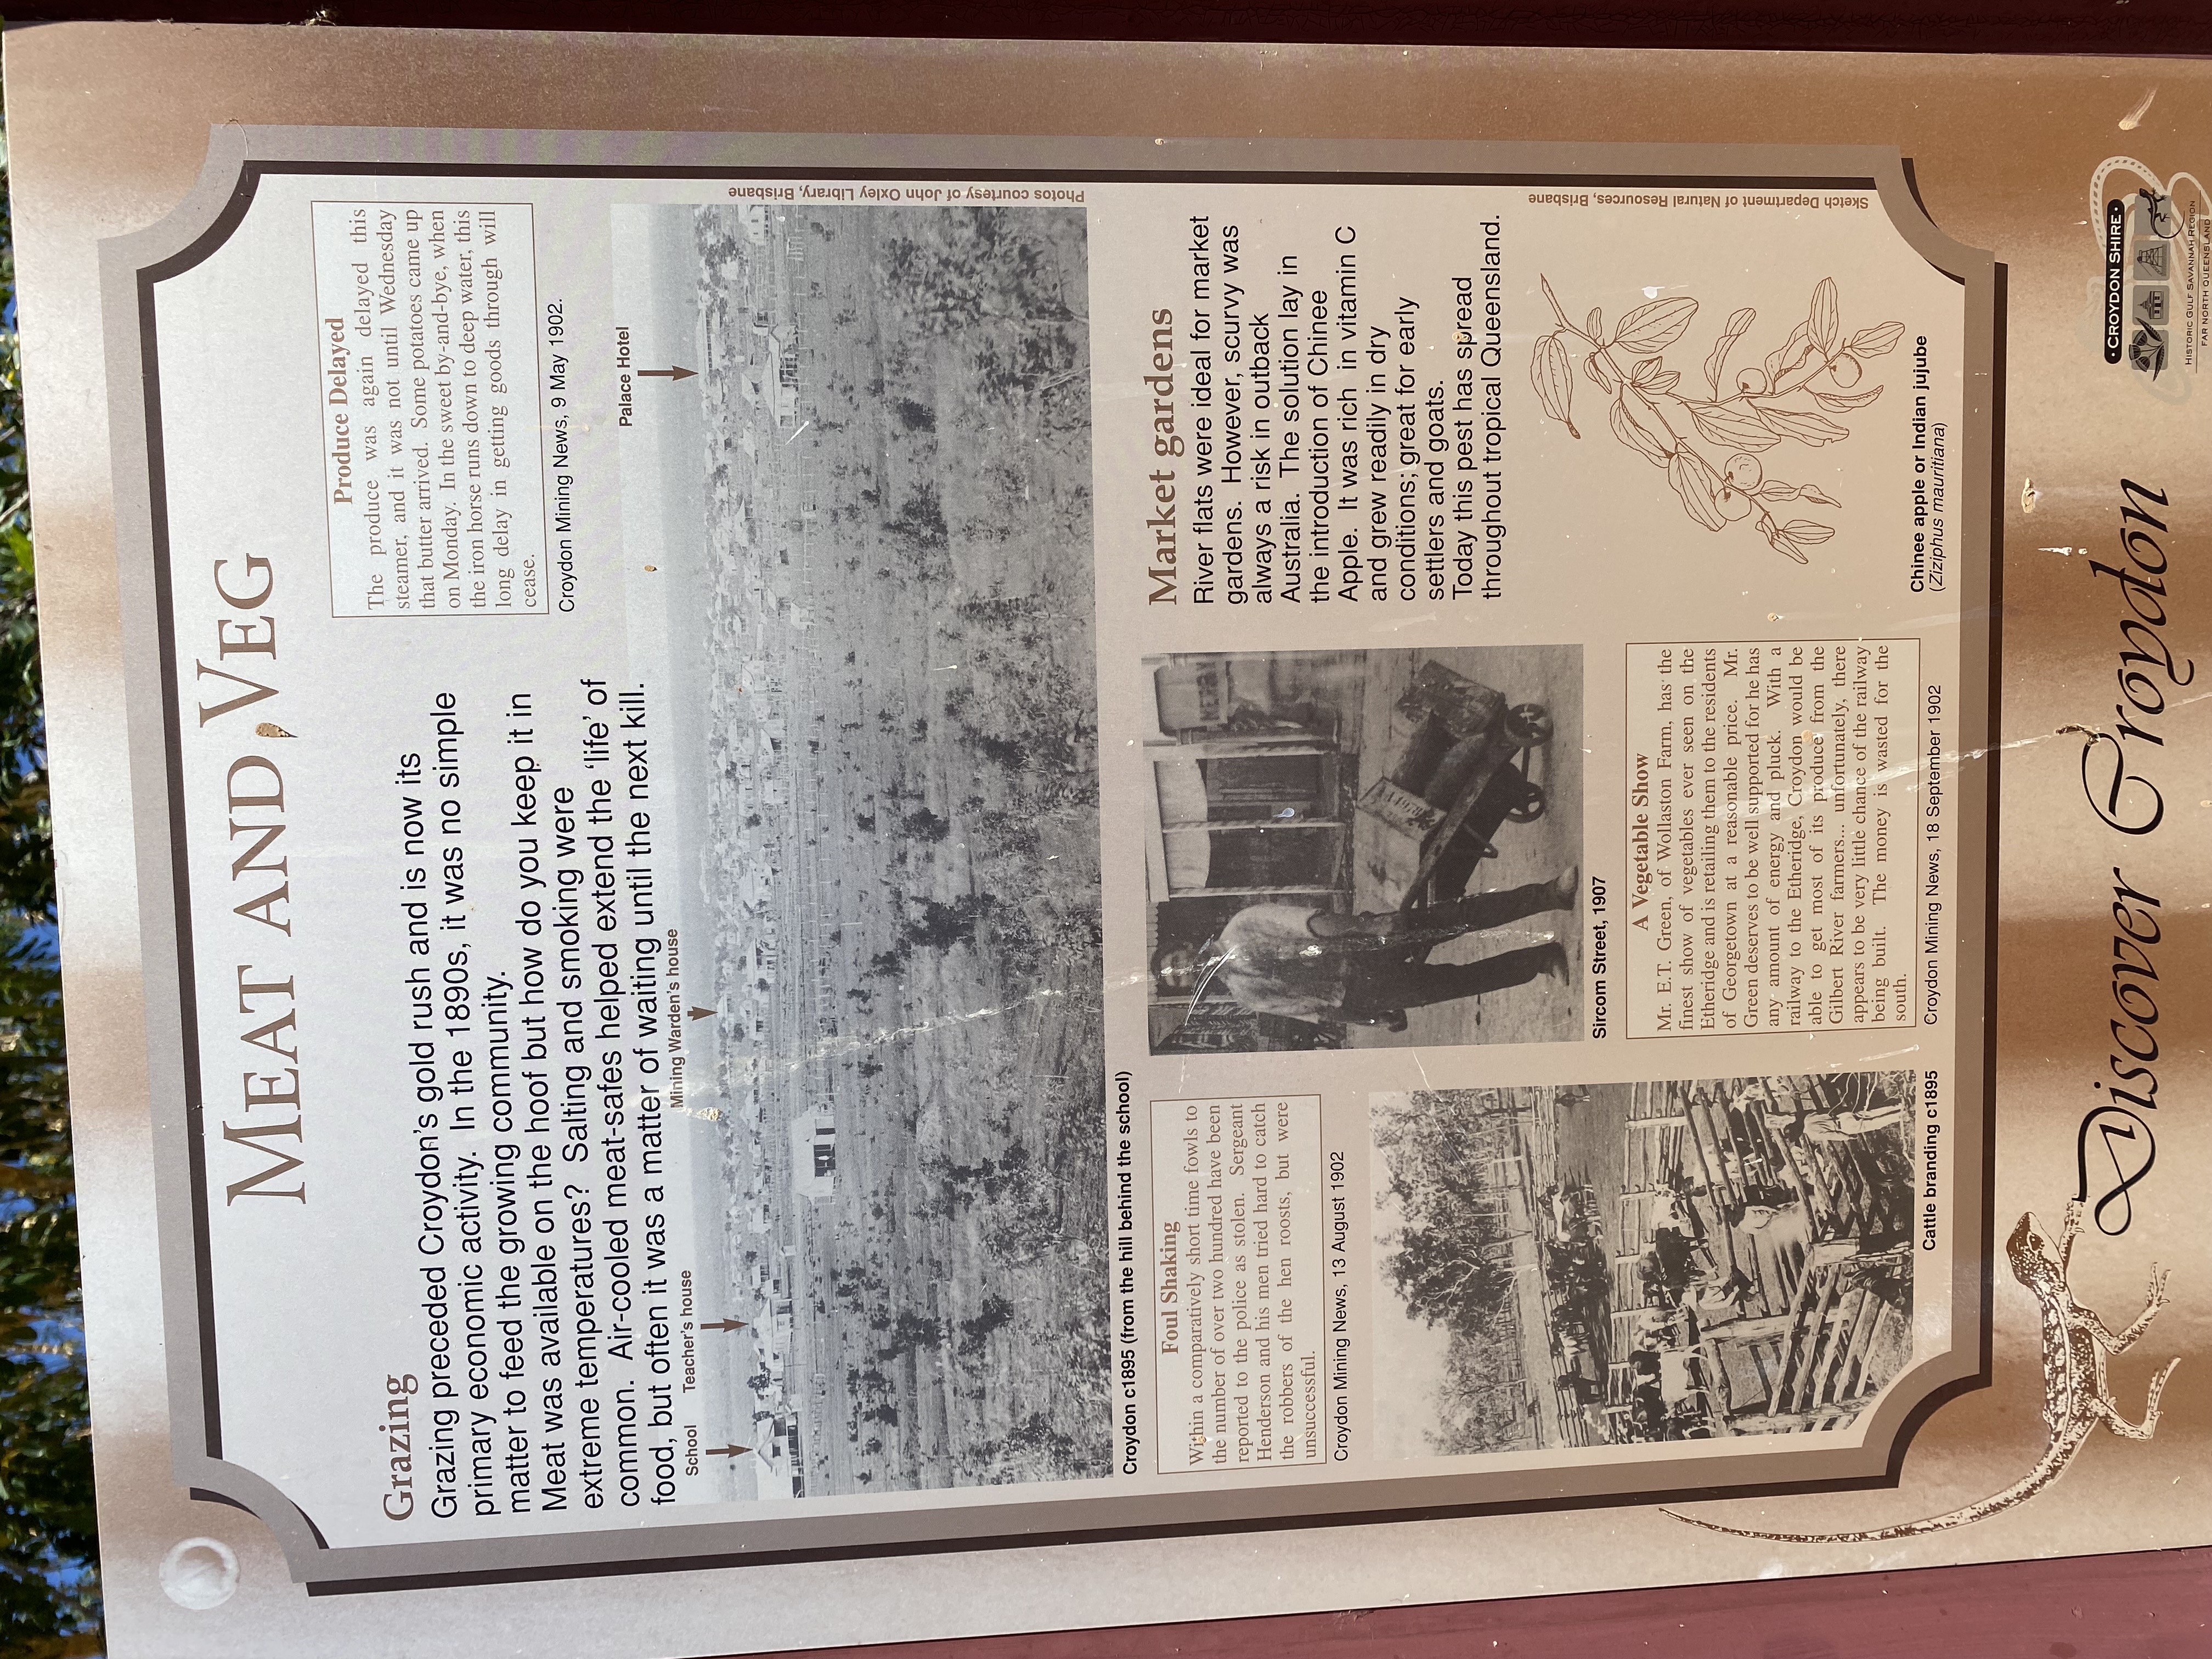 MEAT AND VEG
Grazing
Grazing preceded Croydon's gold rush and is now its
primary economic activity. In the 1890s, it was no simple
matter to feed the growing community.
Meat was available on the hoof but how do you keep it in
extreme temperatures? Salting and smoking were
common. Air-cooled meat-safes helped extend the 'life' of
food, but often it was a matter of waiting until the next kill.
Produce Delayed
The produce was again delayed this
steamer, and it was not until Wednesday
that butter arrived. Some potatoes came up
on Monday. In the sweet by-and-bye, when
the iron horse runs down to deep water, this
long delay in getting goods through will
cease.
Croydon Mining News, 9 May 1902.
School
Teacher's house
Mining Warden's house
Palace Hotel
Photos courtesy of John Oxley Library, Brisbane
Croydon c1895 (from the hill behind the school)
Foul Shaking
Within a comparatively short time fowls to
the number of over two hundred have been
reported to the police as stolen. Sergeant
Henderson and his men tried hard to catch
the robbers of the hen roosts, but were
unsuccessful.
Croydon Mining News, 13 August 1902
Cattle branding c1895
Sircom Street, 1907
A Vegetable Show
Mr. E.T. Green, of Wollaston Farm, has the
finest show of vegetables ever seen on the
Etheridge and is retailing them to the residents
of Georgetown at a reasonable price. Mr.
Green deserves to be well supported for he has
any amount of energy and pluck. With a
railway to the Etheridge, Croydon would be
able to get most of its produce from the
Gilbert River farmers... unfortunately, there
appears to be very little chance of the railway
being built. The money is wasted for the
south.
Croydon Mining News, 18 September 1902
Market gardens
River flats were ideal for market
gardens. However, scurvy was
always a risk in outback
Australia. The solution lay in
the introduction of Chinee
Apple. It was rich in vitamin C
and grew readily in dry
conditions; great for early
settlers and goats.
Today this pest has spread
throughout tropical Queensland.
Sketch Department of Natural Resources, Brisbane
Chinee apple or Indian jujube
(Ziziphus mauritiana)
Discover Croydon
• CROYDON SHIRE •
HISTORIC GULF SAVANNAH REGION
FAR NORTH QUEENSLAND